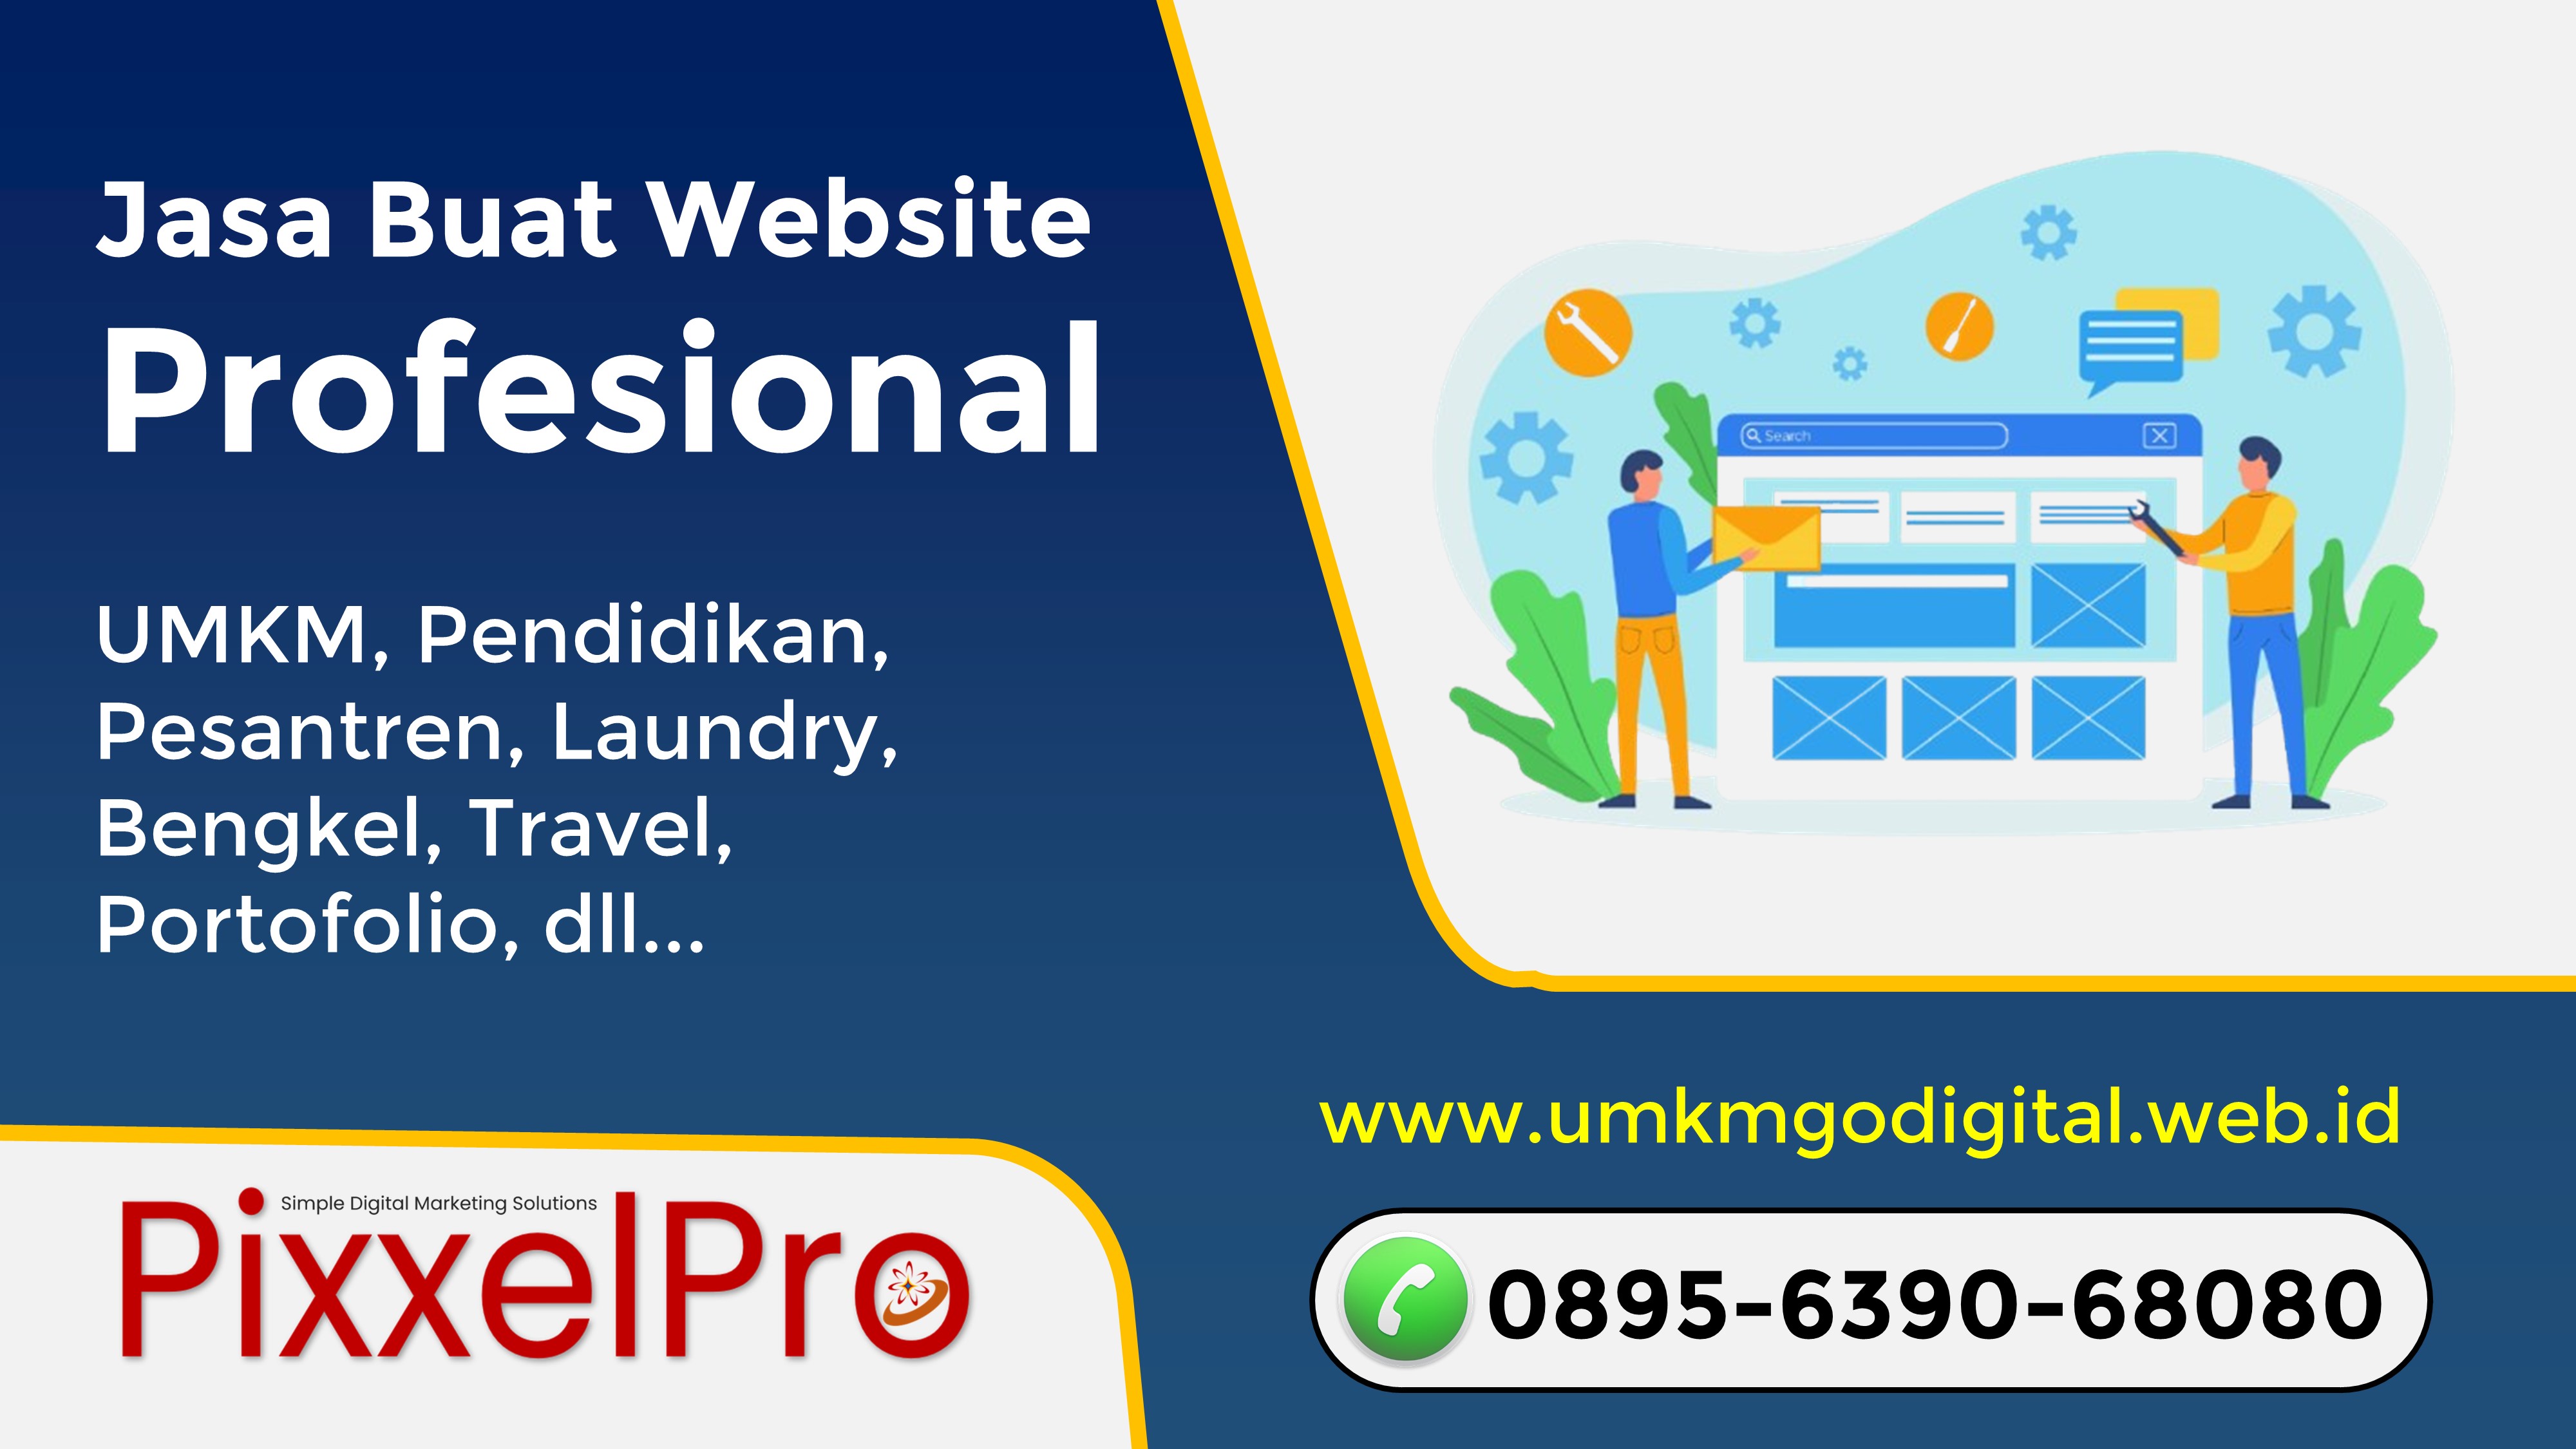 Jasa Buat Website
Profesional
UMKM, Pendidikan,
Pesantren, Laundry,
Bengkel, Travel,
Portofolio, dll...
Search
www.umkmgodigital.web.id
0895-6390-68080
Simple Digital Marketing Solutions
PixxelPro